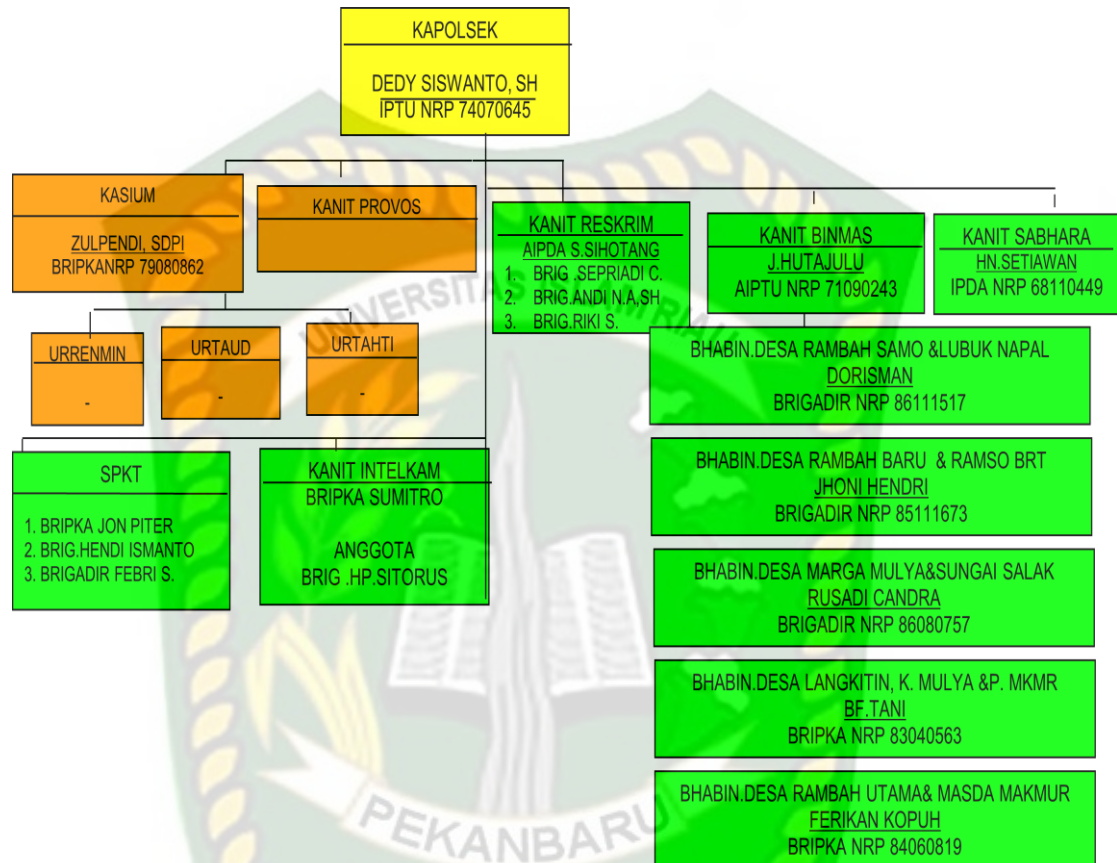 KAPOLSEK
DEDY SISWANTO, SH
IPTU NRP 74070645
KASIUM
ZULPENDI, SDPI
BRIPKANRP 79080862
KANIT PROVOS
KANIT RESKRIM
AIPDA S.SIHOTANG
1. BRIG .SEPRIADI C.
2. BRIG.ANDI N.A,SH
3. BRIG.RIKI S.
KANIT BINMAS
J.HUTAJULU
AIPTU NRP 71090243
KANIT SABHARA
HN.SETIAWAN
IPDA NRP 68110449
URRENMIN
-
URTAUD
-
URTAHTI
-
SPKT
1. BRIPKA JON PITER
2. BRIG.HENDI ISMANTO
3. BRIGADIR FEBRI S.
KANIT INTELKAM
BRIPKA SUMITRO
ANGGOTA
BRIG .HP.SITORUS
BHABIN.DESA RAMBAH SAMO &LUBUK NAPAL
DORISMAN
BRIGADIR NRP 86111517
BHABIN.DESA RAMBAH BARU & RAMSO BRT
JHONI HENDRI
BRIGADIR NRP 85111673
BHABIN.DESA MARGA MULYA&SUNGAI SALAK
RUSADI CANDRA
BRIGADIR NRP 86080757
BHABIN.DESA LANGKITIN, K. MULYA &P. MKMR
BF.TANI
BRIPKA NRP 83040563
BHABIN.DESA RAMBAH UTAMA& MASDA MAKMUR
FERIKAN KOPUH
BRIPKA NRP 84060819
UNIVERSITAS ISLAM RIAU
PEKANBARU